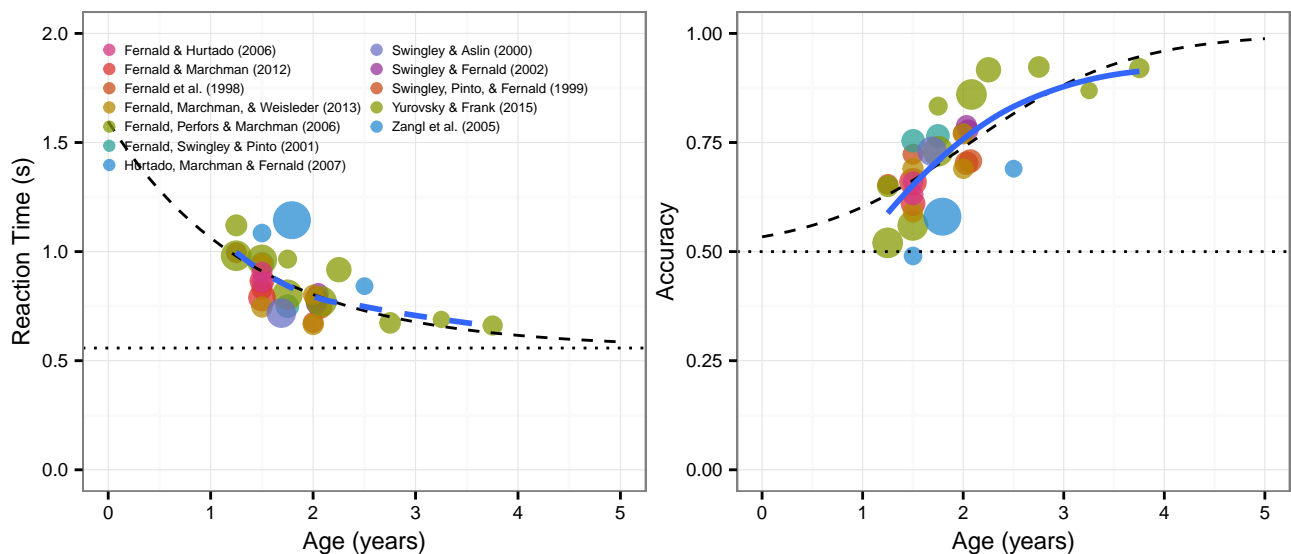 2.0
1.5
1.0
0.5
0.0
Reaction Time (s)
Fernald & Hurtado (2006)
Fernald & Marchman (2012)
Fernald et al. (1998)
Fernald, Marchman, & Weisleder (2013)
Fernald, Perfors & Marchman (2006)
Fernald, Swingley & Pinto (2001)
Hurtado, Marchman & Fernald (2007)
Swingley & Aslin (2000)
Swingley & Fernald (2002)
Swingley, Pinto, & Fernald (1999)
Yurovsky & Frank (2015)
Zangl et al. (2005)
0 1 2 3 4 5
Age (years)
1.00
0.75
0.50
0.25
0.00
Accuracy
0 1 2 3 4 5
Age (years)